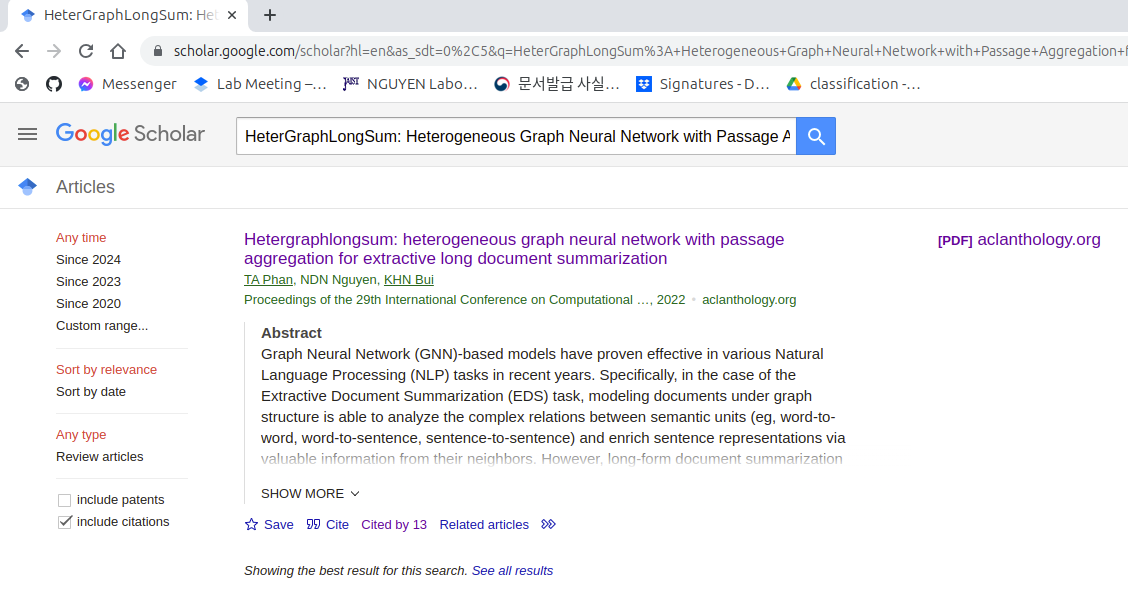 HeterGraphLongSum: Het
scholar.google.com/scholar?hl=en&as_sdt=0%2C5&q=HeterGraphLongSum%3A+Heterogeneous+Graph+Neural+Network+with+Passage+Aggregation+f
Messenger Lab Meeting –... NGUYEN Labo... 문서발급 사실... Signatures - D... classifIcation -...
Google Scholar HeterGraphLongSum: Heterogeneous Graph Neural Network with Passage A
Articles
Any time
Since 2024
Since 2023
Since 2020
Custom range...
Sort by relevance
Sort by date
Any type
Review articles
include patents
include citations
Hetergraphlongsum: heterogeneous graph neural network with passage
aggregation for extractive long document summarization
TA Phan, NDN Nguyen, KHN Bui
Proceedings of the 29th International Conference on Computational …, 2022 • aclanthology.org
Abstract
Graph Neural Network (GNN)-based models have proven effective in various Natural
Language Processing (NLP) tasks in recent years. Specifically, in the case of the
Extractive Document Summarization (EDS) task, modeling documents under graph
structure is able to analyze the complex relations between semantic units (eg, word-to-
word, word-to-sentence, sentence-to-sentence) and enrich sentence representations via
valuable information from their neighbors. However, long-form document summarization
SHOW MORE
Save Cite Cited by 13 Related articles
Showing the best result for this search. See all results
[PDF] aclanthology.org